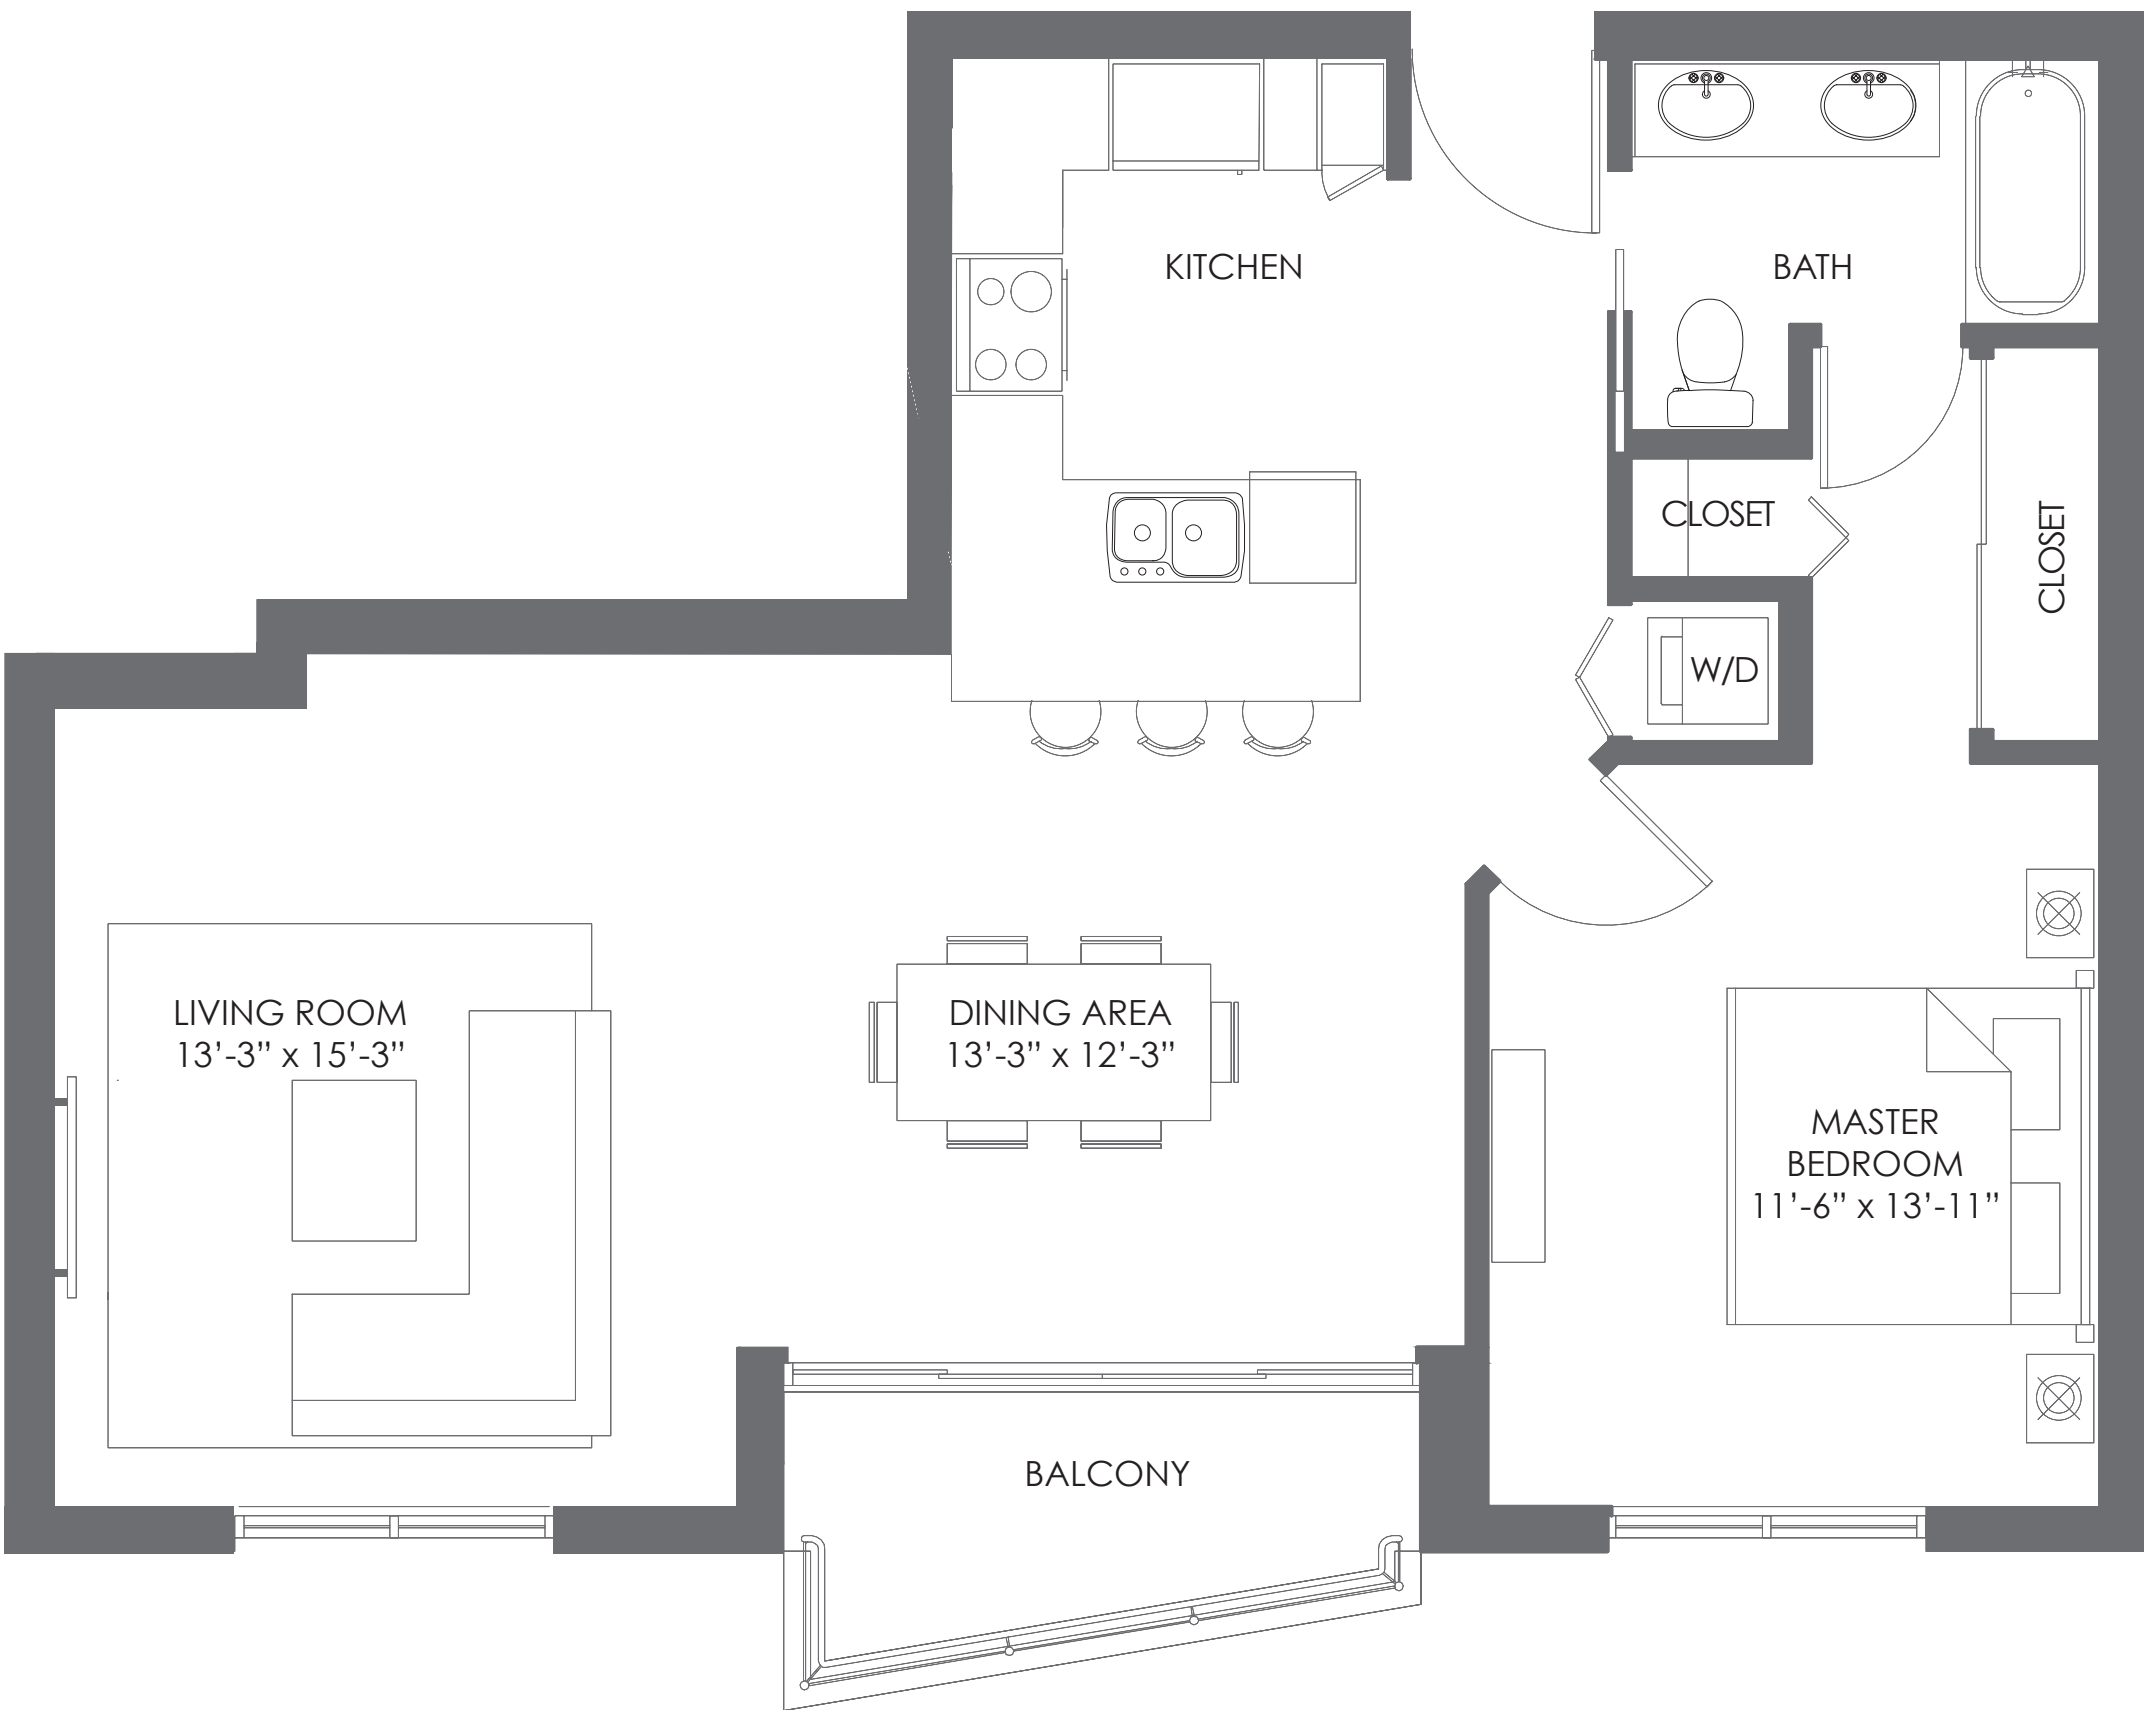 KITCHEN
BATH
CLOSET
CLOSET
W/D
LIVING ROOM
13’-3” x 15’-3”
DINING AREA
13’-3” x 12’-3”
MASTER
BEDROOM
11’-6” x 13’-11”
BALCONY